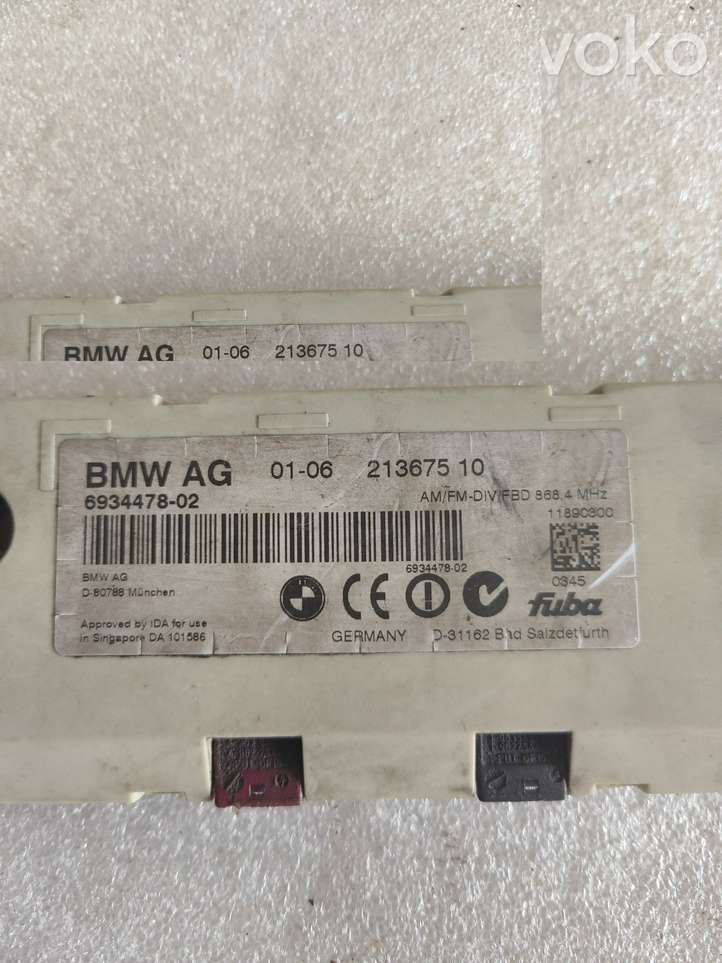 voko
BMW AG 01-06 213675 10
BMW AG 01-06 213675 10
6934478-02 AM/FM-DIV/FBD 868,4 MHz
11890300
6934478-02
BMW AG
D-80788 München
0345
Approved by IDA for use
in Singapore DA 101586
fuba
GERMANY D-31162 Bad Salzdetfurth